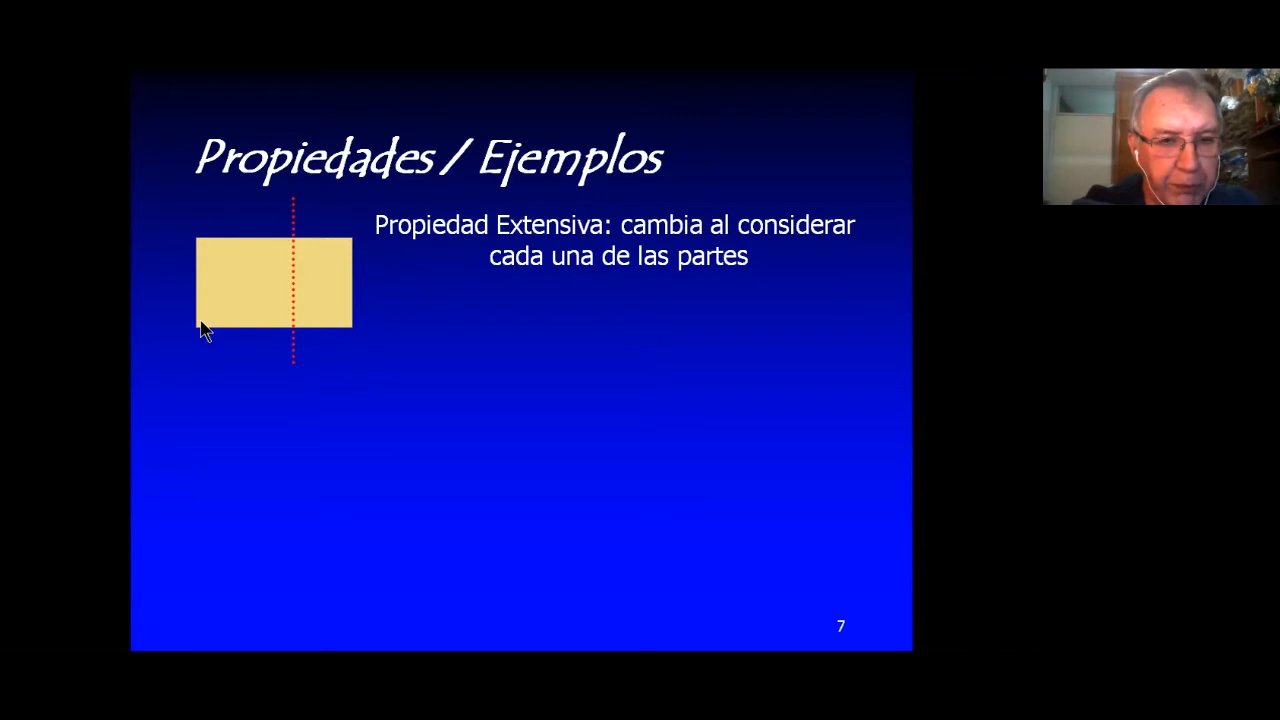 Propiedades / Ejemplos
Propiedad Extensiva: cambia al considerar
cada una de las partes
7